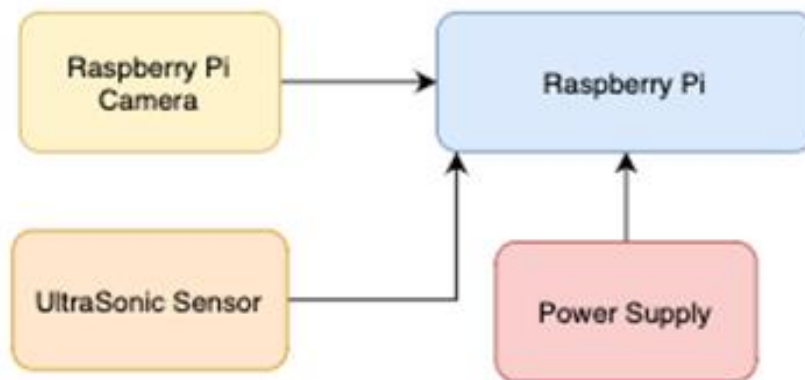 Raspberry Pi
Camera
Raspberry Pi
UltraSonic Sensor
Power Supply